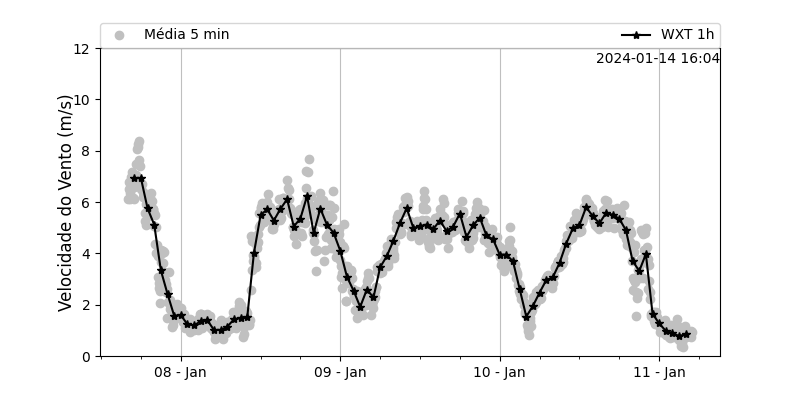 Média 5 min
WXT 1h
2024-01-14 16:04
Velocidade do Vento (m/s)
12
10
8
6
4
2
0
08 - Jan
09 - Jan
10 - Jan
11 - Jan